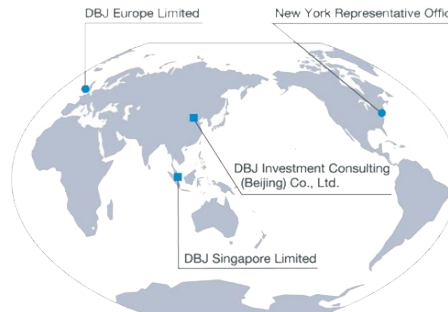 DBJ Europe Limited
New York Representative Offic
DBJ Investment Consulting
(Beijing) Co., Ltd.
DBJ Singapore Limited